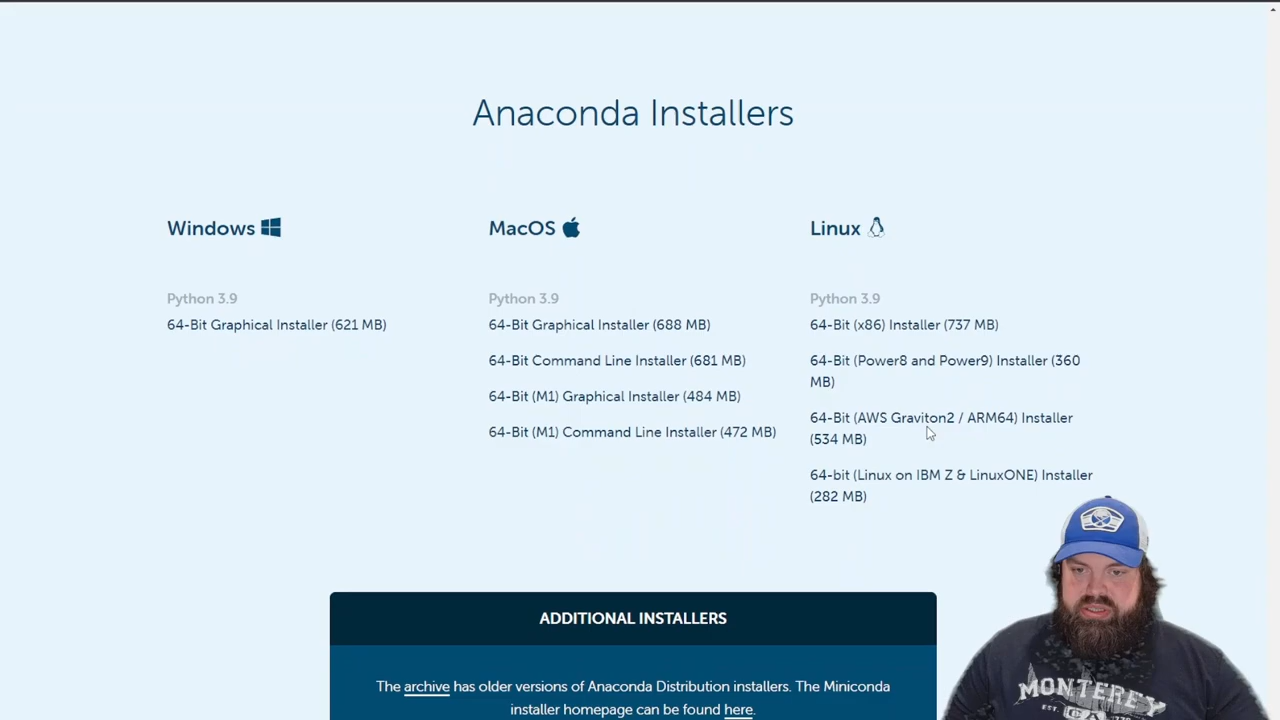 Anaconda Installers
Windows
Python 3.9
64-Bit Graphical Installer (621 MB)
MacOS
Python 3.9
64-Bit Graphical Installer (688 MB)
64-Bit Command Line Installer (681 MB)
64-Bit (M1) Graphical Installer (484 MB)
64-Bit (M1) Command Line Installer (472 MB)
Linux
Python 3.9
64-Bit (x86) Installer (737 MB)
64-Bit (Power8 and Power9) Installer (360
MB)
64-Bit (AWS Graviton2 / ARM64) Installer
(534 MB)
64-bit (Linux on IBM Z & LinuxONE) Installer
(282 MB)
ADDITIONAL INSTALLERS
The archive has older versions of Anaconda Distribution installers. The Miniconda
installer homepage can be found here.
MONTEREY
EST.